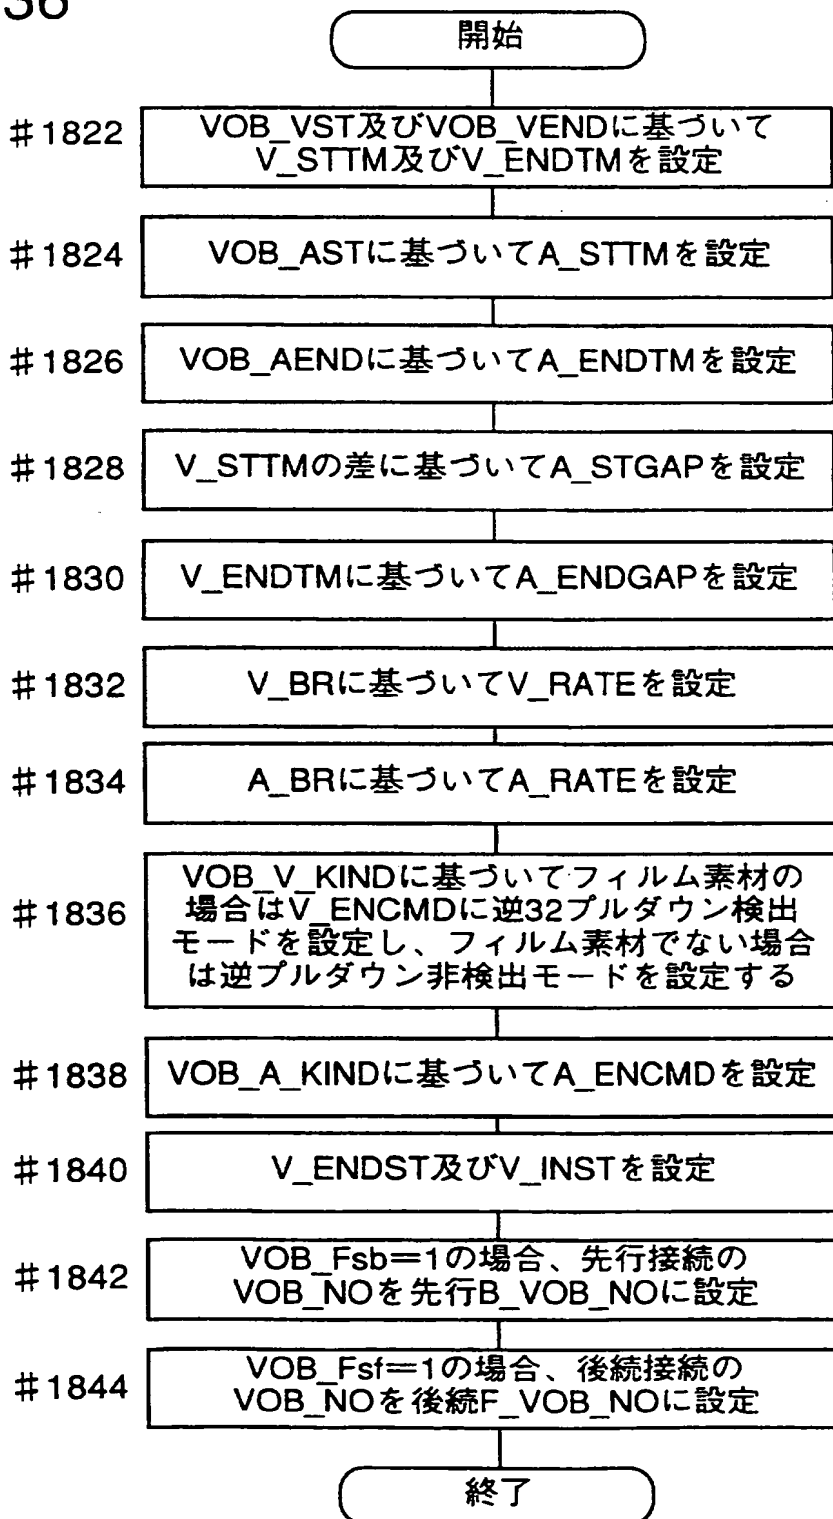 36
開始
#1822
VOB_VST及びVOB_VENDに基づいて
V_STTM及びV_ENDTMを設定
#1824
VOB_ASTに基づいてA_STTMを設定
#1826
VOB_AENDに基づいてA_ENDTMを設定
#1828
V_STTMの差に基づいてA_STGAPを設定
#1830
V_ENDTMに基づいてA_ENDGAPを設定
#1832
V_BRに基づいてV_RATEを設定
#1834
A_BRに基づいてA_RATEを設定
#1836
VOB_V_KINDに基づいてフィルム素材の
場合はV_ENCMDに逆32プルダウン検出
モードを設定し、フィルム素材でない場合
は逆プルダウン非検出モードを設定する
#1838
VOB_A_KINDに基づいてA_ENCMDを設定
#1840
V_ENDST及びV_INSTを設定
#1842
VOB_Fsb=1の場合、先行接続の
VOB_NOを先行B_VOB_NOに設定
#1844
VOB_Fsf=1の場合、後続接続の
VOB_NOを後続F_VOB_NOに設定
終了